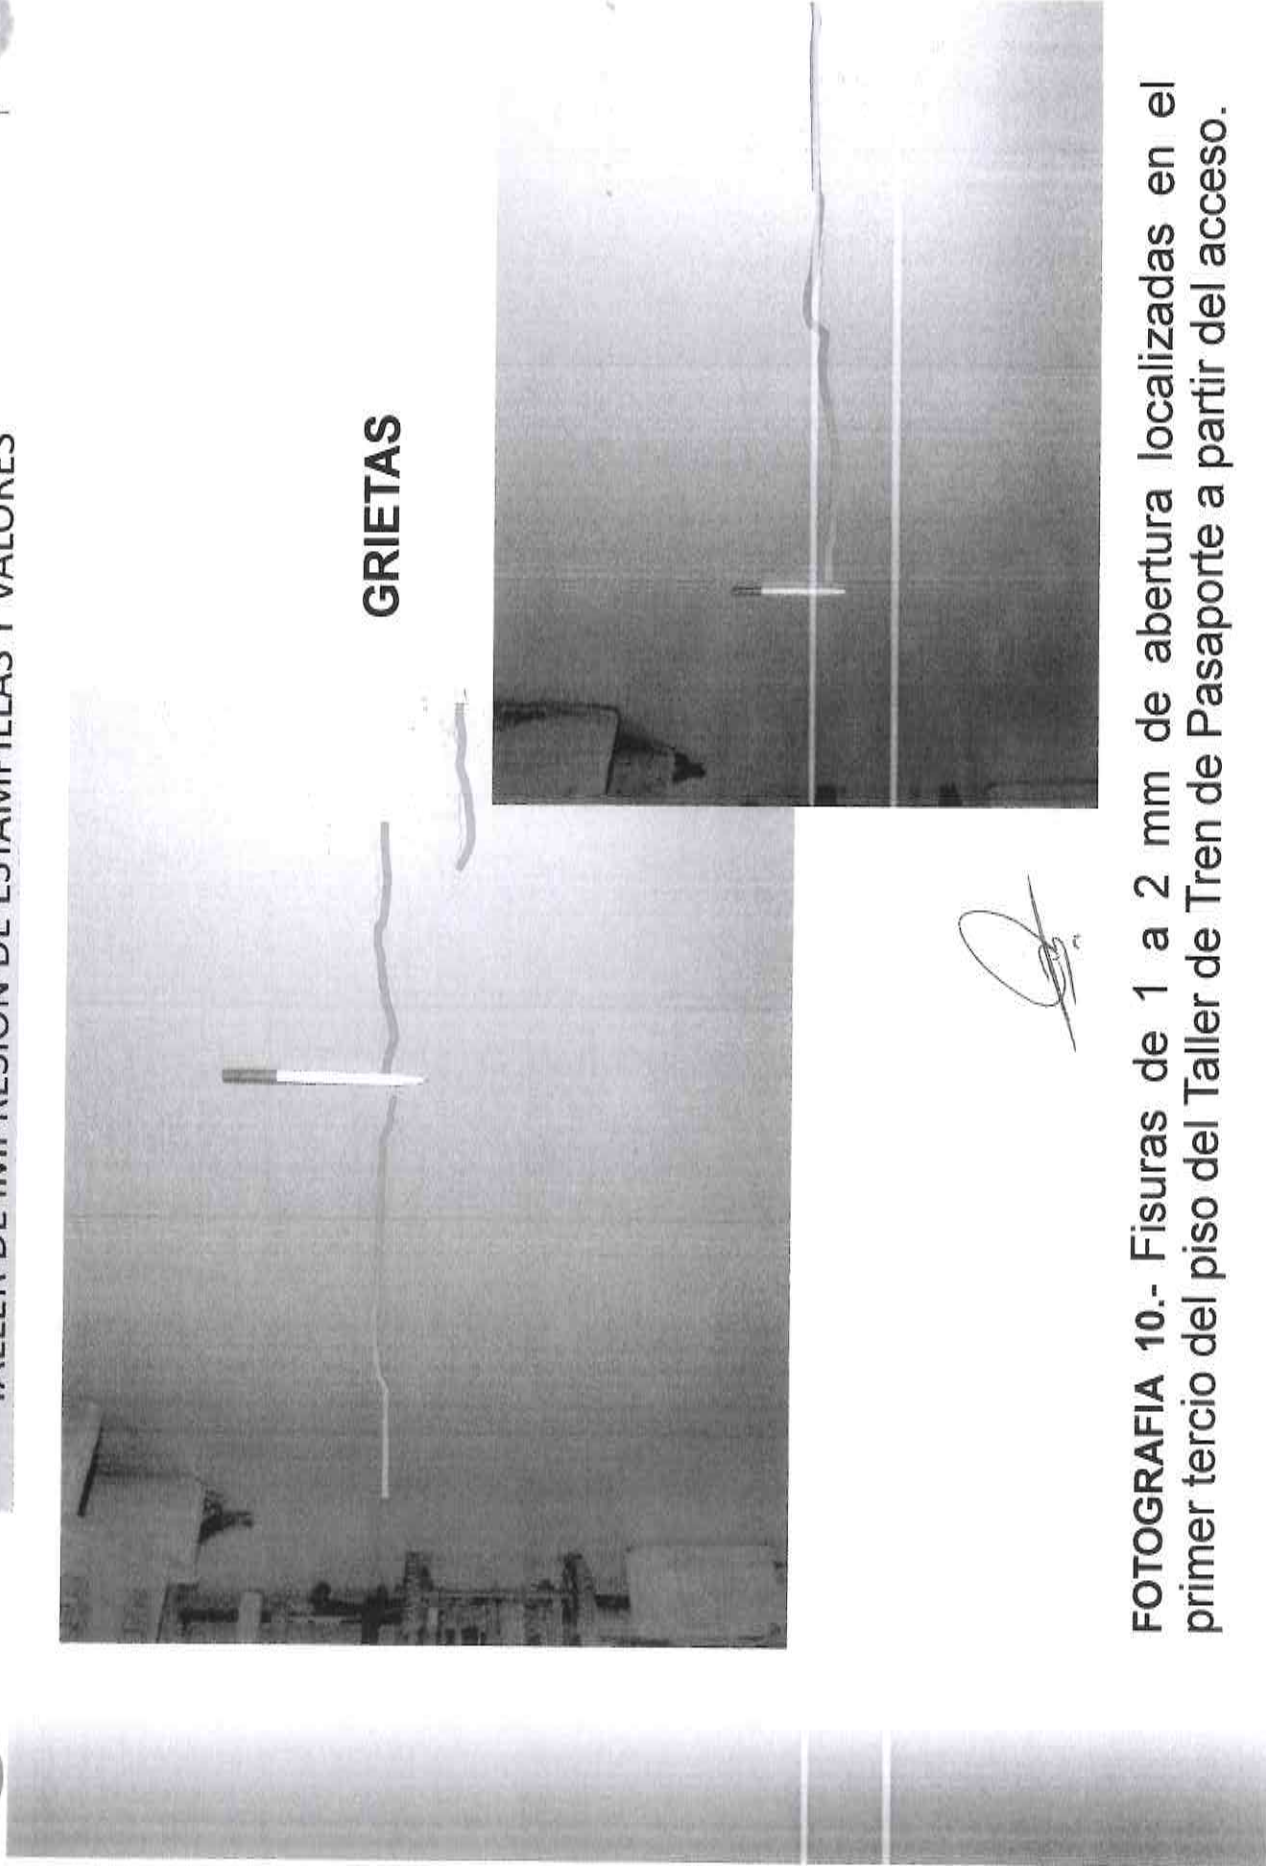 TALLER DE IMPRESIÓN DE ESTAMPILLAS Y VALORES
GRIETAS
FOTOGRAFIA 10.- Fisuras de 1 a 2 mm de abertura localizadas en el
primer tercio del piso del Taller de Tren de Pasaporte a partir del acceso.